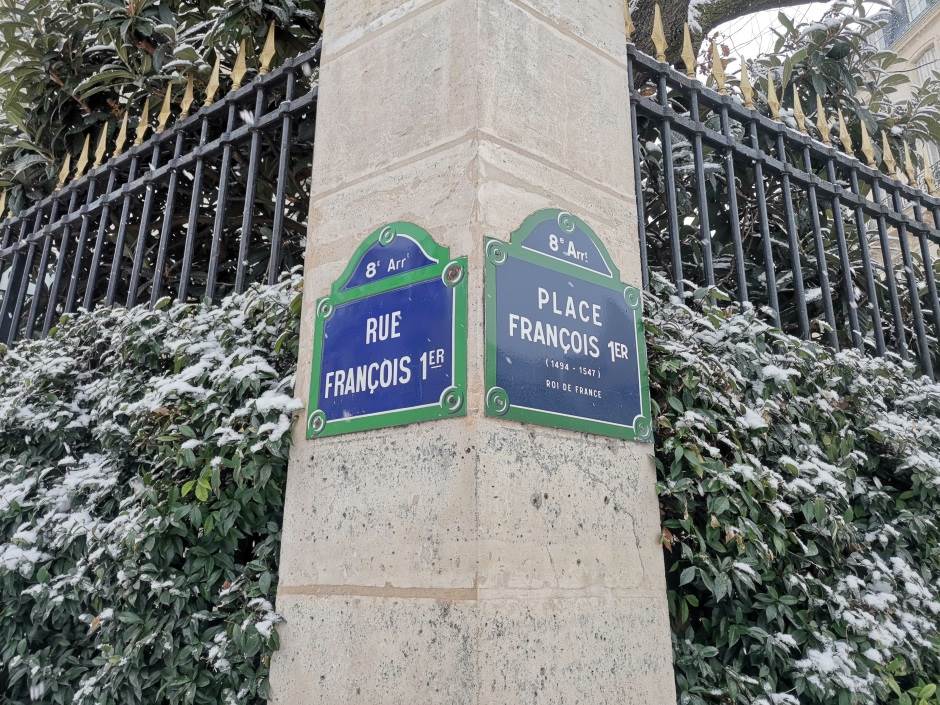 8e Arrt
RUE
FRANÇOIS 1ER
8e Arrt
PLACE
FRANÇOIS 1ER
(1494 - 1547)
ROI DE FRANCE